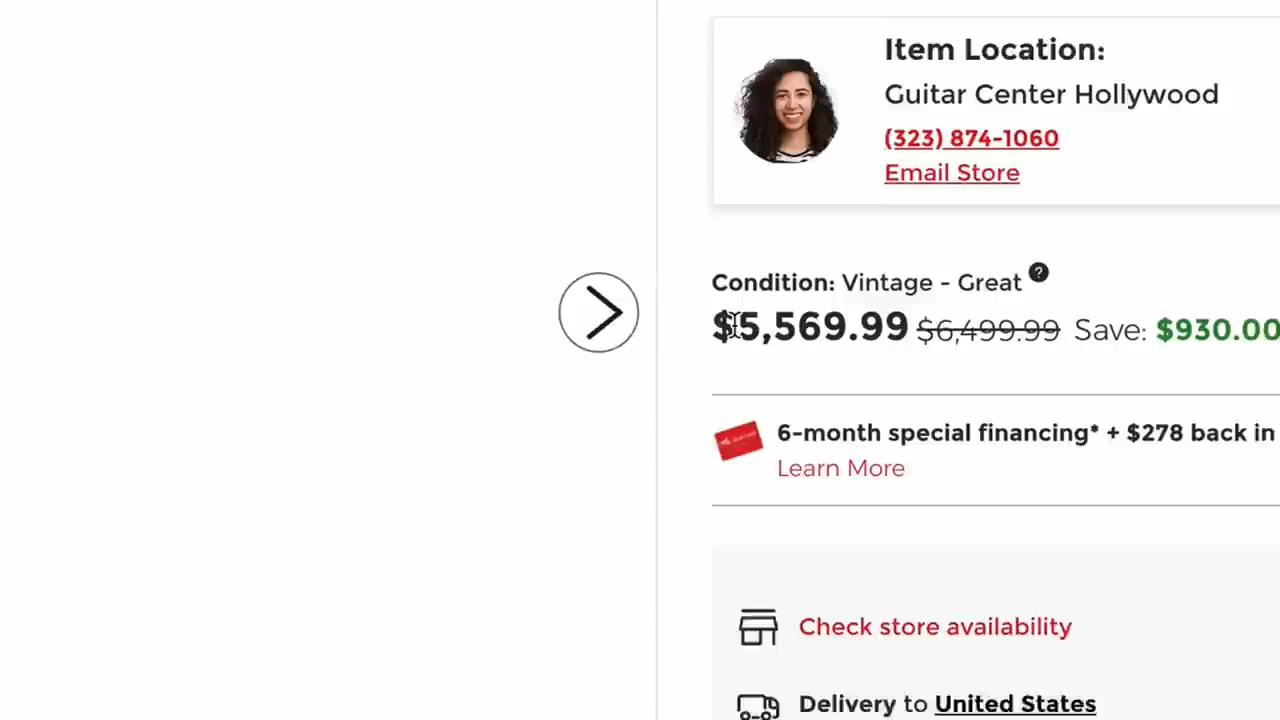 Item Location:
Guitar Center Hollywood
(323) 874-1060
Email Store
Condition: Vintage - Great ?
$5,569.99 $6,499.99 Save: $930.00
6-month special financing* + $278 back in
Learn More
Check store availability
Delivery to United States